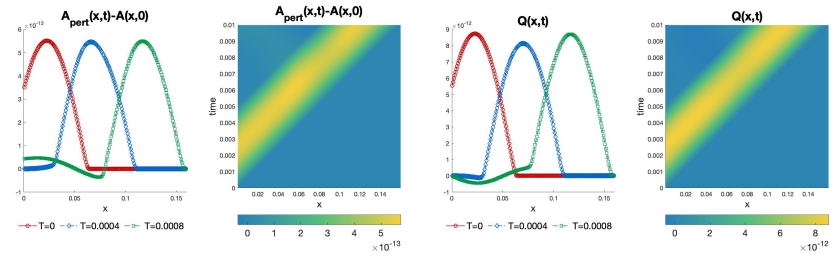 A_pert(x,t)-A(x,0)
6 ×10^-13
5
4
3
2
1
0
-1
0 0.05 0.1 0.15
x
T=0 T=0.0004 T=0.0008
A_pert(x,t)-A(x,0)
0.01
0.009
0.008
0.007
0.006
0.005
0.004
0.003
0.002
0.001
0
time
0.02 0.04 0.06 0.08 0.1 0.12 0.14
x
0 1 2 3 4 5
×10^-13
Q(x,t)
9 ×10^-12
8
7
6
5
4
3
2
1
0
-1
0 0.05 0.1 0.15
x
T=0 T=0.0004 T=0.0008
Q(x,t)
0.01
0.009
0.008
0.007
0.006
0.005
0.004
0.003
0.002
0.001
0
time
0.02 0.04 0.06 0.08 0.1 0.12 0.14
x
0 2 4 6 8
×10^-12